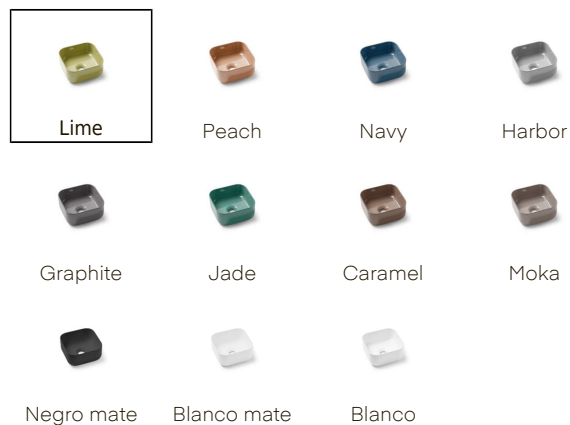 Lime
Peach
Navy
Harbor
Graphite
Jade
Caramel
Moka
Negro mate
Blanco mate
Blanco